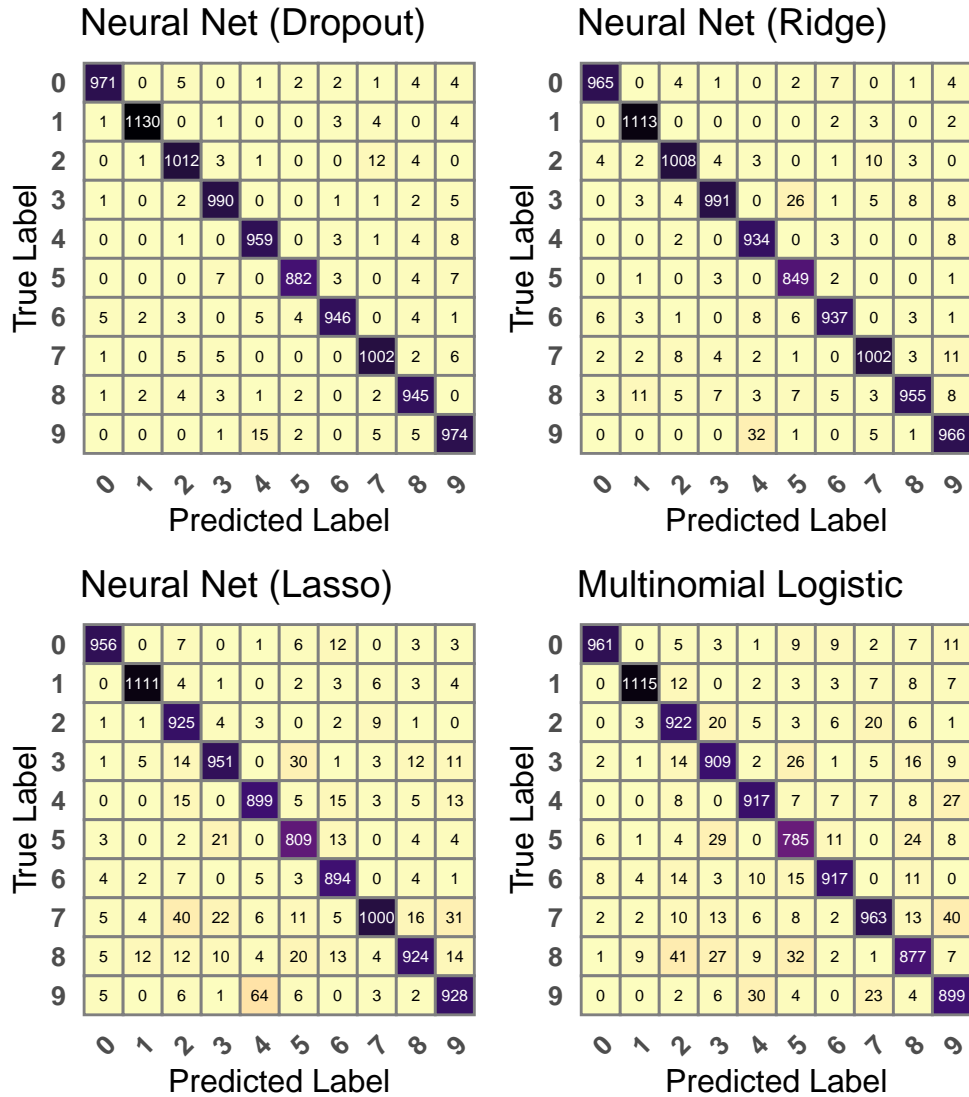 Neural Net (Dropout)
0 971 0 5 0 1 2 2 1 4 4
1 1 1130 0 1 0 0 3 4 0 4
2 0 1 1012 3 1 0 0 12 4 0
3 1 0 2 990 0 0 1 1 2 5
4 0 0 1 0 959 0 3 1 4 8
5 0 0 0 7 0 882 3 0 4 7
6 5 2 3 0 5 4 946 0 4 1
7 1 0 5 5 0 0 0 1002 2 6
8 1 2 4 3 1 2 0 2 945 0
9 0 0 0 1 15 2 0 5 5 974
0 1 2 3 4 5 6 7 8 9
True Label
Predicted Label
Neural Net (Ridge)
0 965 0 4 1 0 2 7 0 1 4
1 0 1113 0 0 0 0 2 3 0 2
2 4 2 1008 4 3 0 1 10 3 0
3 0 3 4 991 0 26 1 5 8 8
4 0 0 2 0 934 0 3 0 0 8
5 0 1 0 3 0 849 2 0 0 1
6 6 3 1 0 8 6 937 0 3 1
7 2 2 8 4 2 1 0 1002 3 11
8 3 11 5 7 3 7 5 3 955 8
9 0 0 0 0 32 1 0 5 1 966
0 1 2 3 4 5 6 7 8 9
True Label
Predicted Label
Neural Net (Lasso)
0 956 0 7 0 1 6 12 0 3 3
1 0 1111 4 1 0 2 3 6 3 4
2 1 1 925 4 3 0 2 9 1 0
3 1 5 14 951 0 30 1 3 12 11
4 0 0 15 0 899 5 15 3 5 13
5 3 0 2 21 0 809 13 0 4 4
6 4 2 7 0 5 3 894 0 4 1
7 5 4 40 22 6 11 5 1000 16 31
8 5 12 12 10 4 20 13 4 924 14
9 5 0 6 1 64 6 0 3 2 928
0 1 2 3 4 5 6 7 8 9
True Label
Predicted Label
Multinomial Logistic
0 961 0 5 3 1 9 9 2 7 11
1 0 1115 12 0 2 3 3 7 8 7
2 0 3 922 20 5 3 6 20 6 1
3 2 1 14 909 2 26 1 5 16 9
4 0 0 8 0 917 7 7 7 8 27
5 6 1 4 29 0 785 11 0 24 8
6 8 4 14 3 10 15 917 0 11 0
7 2 2 10 13 6 8 2 963 13 40
8 1 9 41 27 9 32 2 1 877 7
9 0 0 2 6 30 4 0 23 4 899
0 1 2 3 4 5 6 7 8 9
True Label
Predicted Label